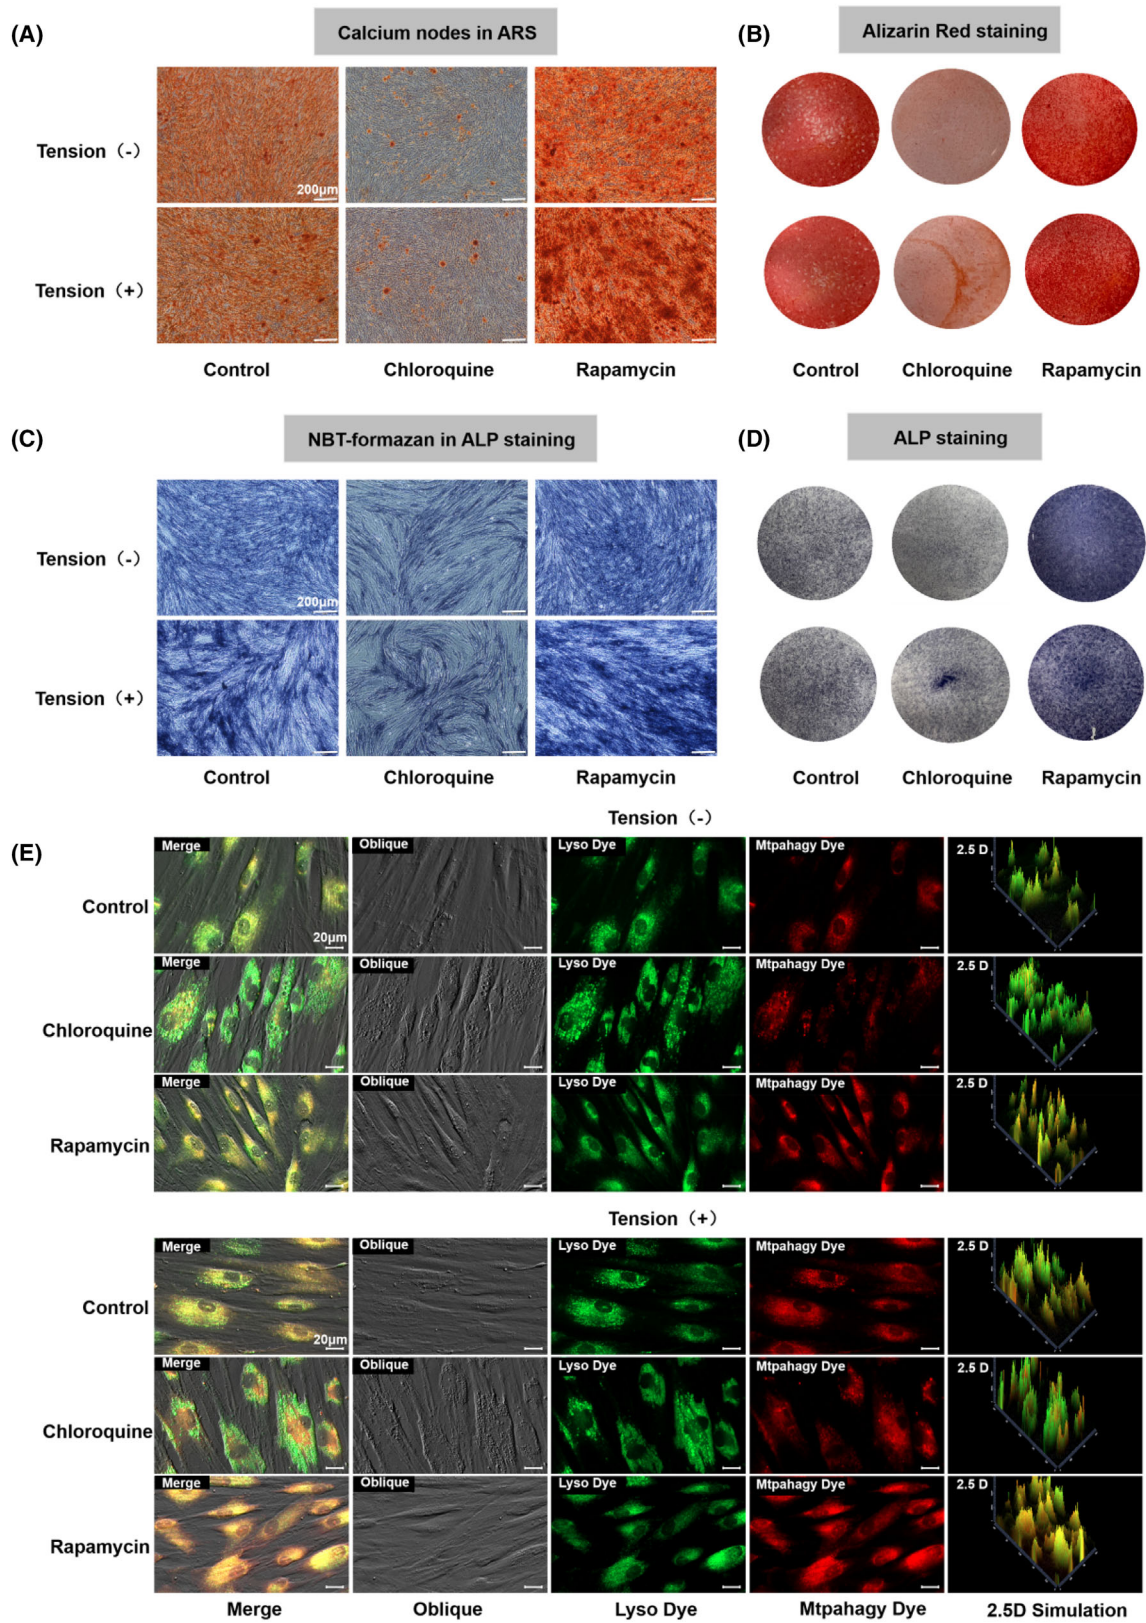 (A)
Calcium nodes in ARS
(B)
Alizarin Red staining
Tension (-)
200μm
Tension (+)
Control
Chloroquine
Rapamycin
Control
Chloroquine
Rapamycin
(C)
NBT-formazan in ALP staining
(D)
ALP staining
Tension (-)
200μm
Tension (+)
Control
Chloroquine
Rapamycin
Control
Chloroquine
Rapamycin
Tension (-)
(E)
Control
Merge
20μm
Oblique
Lyso Dye
Mtpahagy Dye
2.5 D
Chloroquine
Merge
Oblique
Lyso Dye
Mtpahagy Dye
2.5 D
Rapamycin
Merge
Oblique
Lyso Dye
Mtpahagy Dye
2.5 D
Tension (+)
Control
Merge
20μm
Oblique
Lyso Dye
Mtpahagy Dye
2.5 D
Chloroquine
Merge
Oblique
Lyso Dye
Mtpahagy Dye
2.5 D
Rapamycin
Merge
Oblique
Lyso Dye
Mtpahagy Dye
2.5 D
Merge
Oblique
Lyso Dye
Mtpahagy Dye
2.5D Simulation